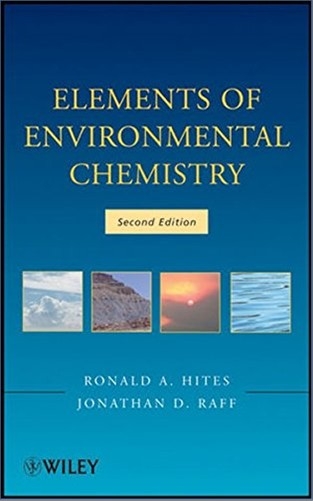 ELEMENTS OF
ENVIRONMENTAL
CHEMISTRY
Second Edition
RONALD A. HITES
JONATHAN D. RAFF
WILEY